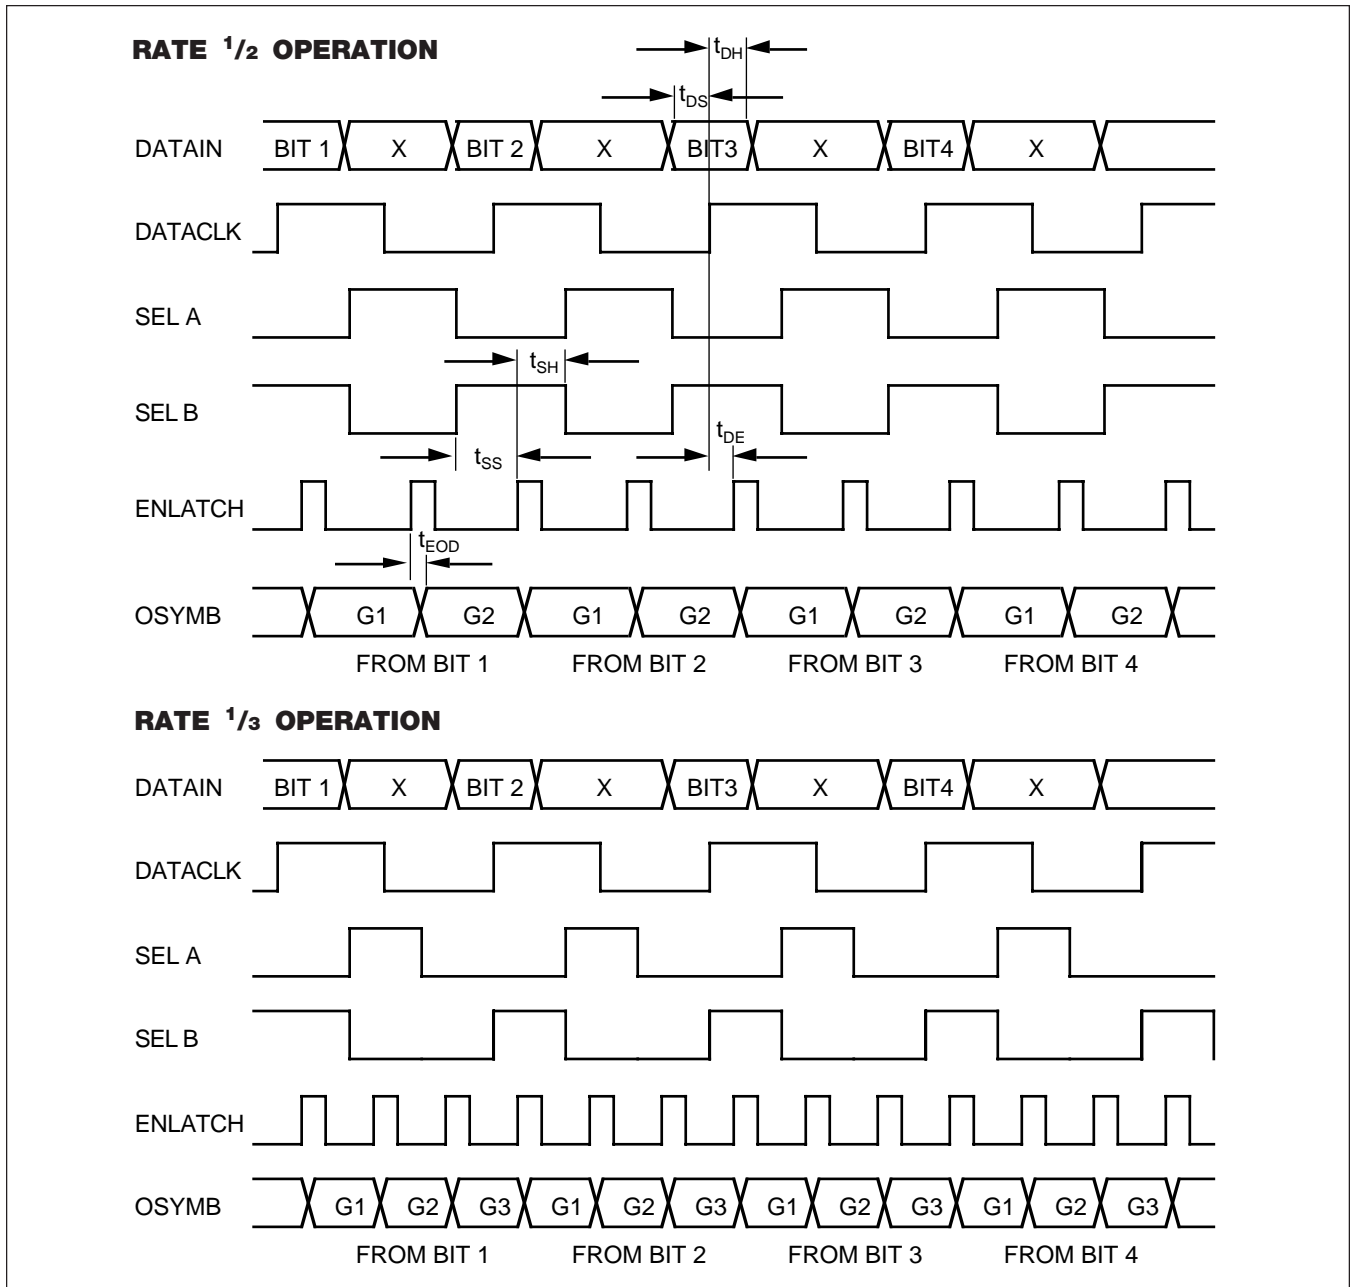 RATE 1/2 OPERATION
tDH
tDS
DATAIN BIT 1 X BIT 2 X BIT3 X BIT4 X
DATACLK
SEL A
tSH
SEL B
tDE
tSS
ENLATCH
tEOD
OSYMB G1 G2 G1 G2 G1 G2 G1 G2
FROM BIT 1 FROM BIT 2 FROM BIT 3 FROM BIT 4
RATE 1/3 OPERATION
DATAIN BIT 1 X BIT 2 X BIT3 X BIT4 X
DATACLK
SEL A
SEL B
ENLATCH
OSYMB G1 G2 G3 G1 G2 G3 G1 G2 G3 G1 G2 G3
FROM BIT 1 FROM BIT 2 FROM BIT 3 FROM BIT 4